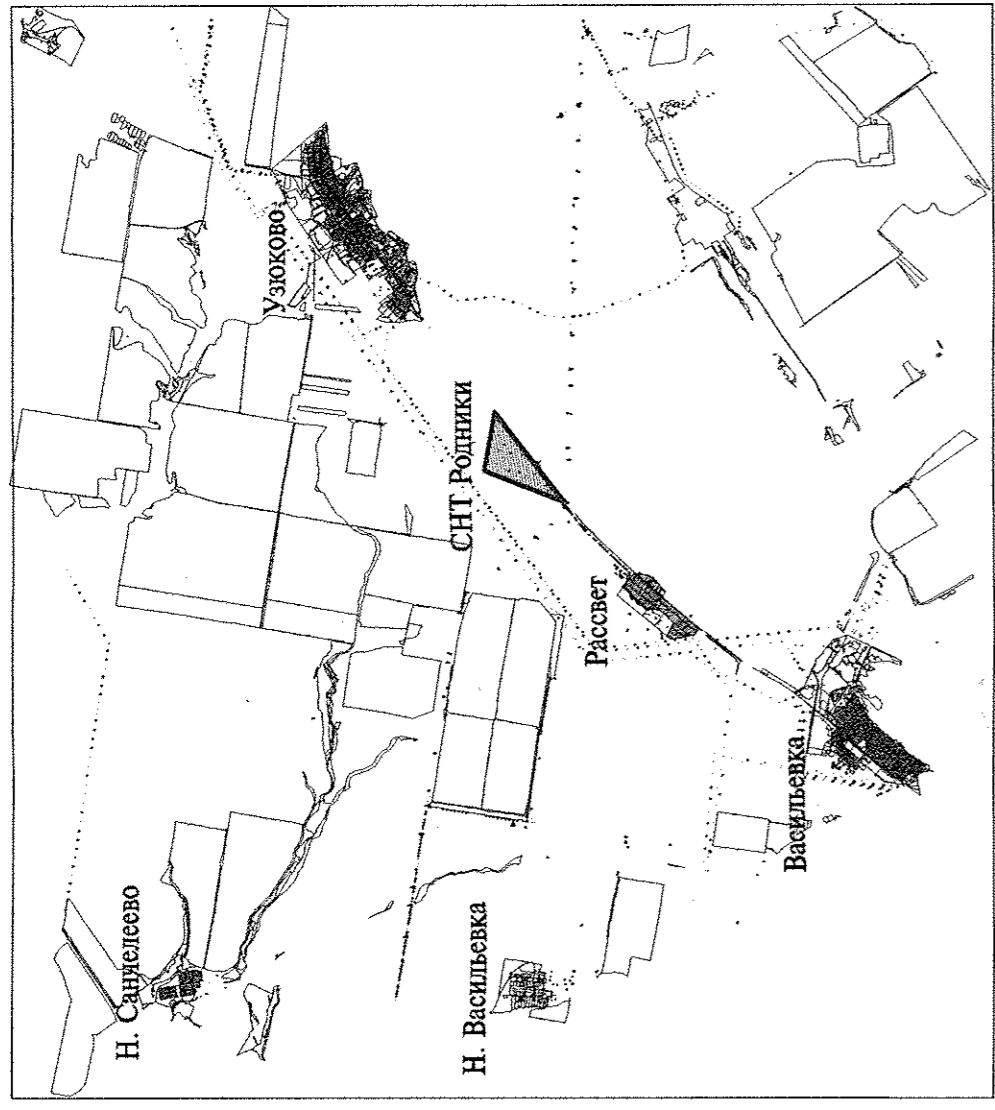 Н. Санчелеево
Узюково
СНТ Родники
Н. Васильевка
Рассвет
Васильевка